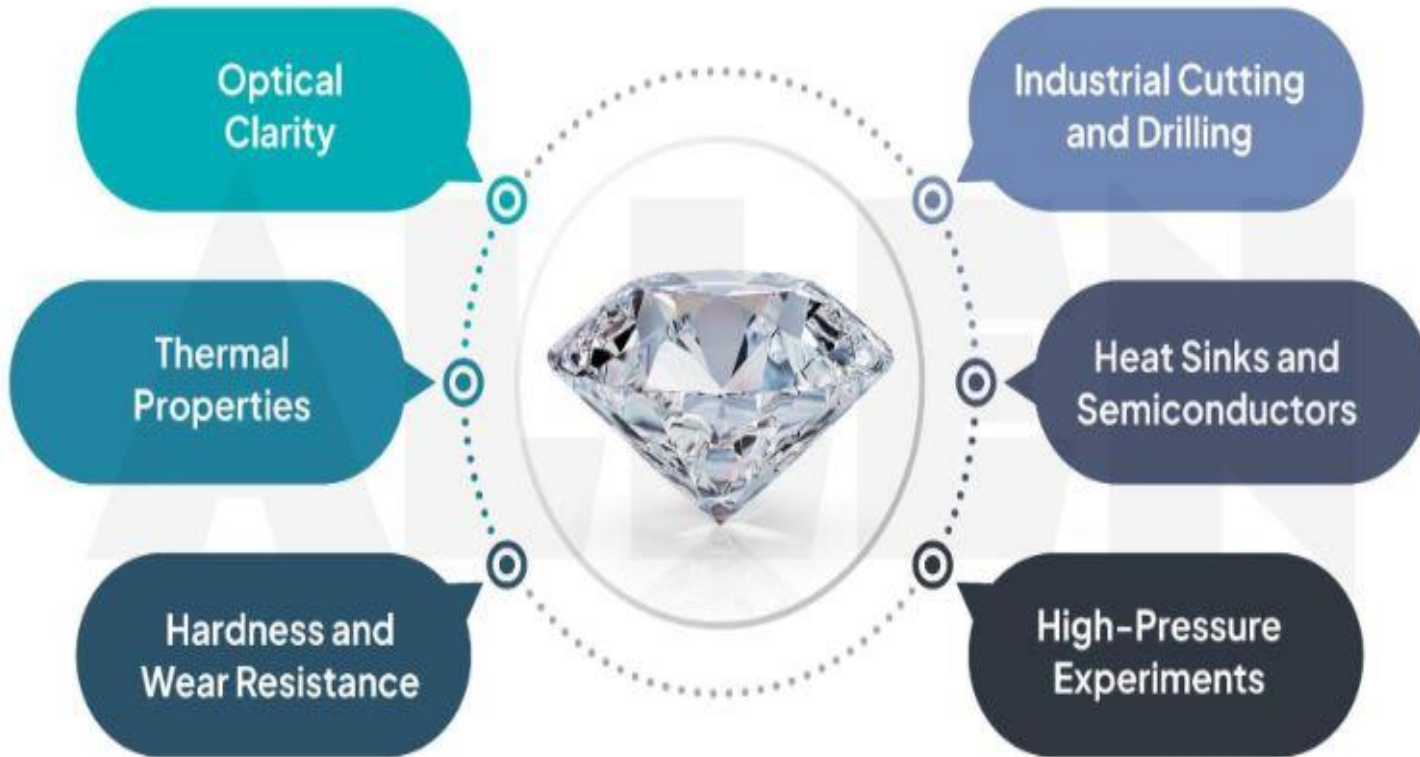 Optical
Clarity
Industrial Cutting
and Drilling
Thermal
Properties
Heat Sinks and
Semiconductors
Hardness and
Wear Resistance
High-Pressure
Experiments